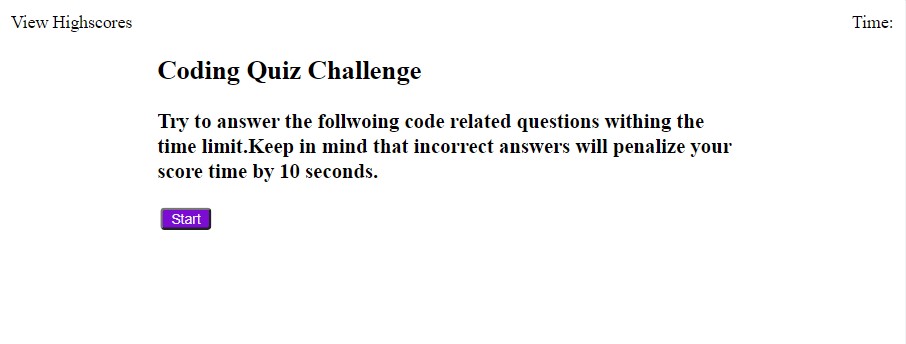 View Highscores
Time:
Coding Quiz Challenge
Try to answer the follwoing code related questions withing the
time limit.Keep in mind that incorrect answers will penalize your
score time by 10 seconds.
Start